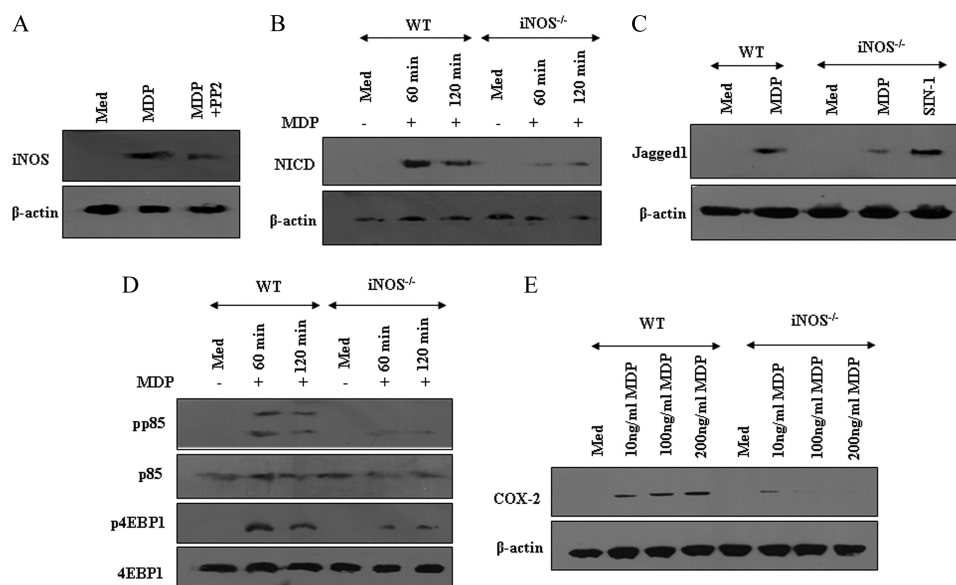 A
Med
MDP
MDP
+PP2
iNOS
β-actin
B
WT
iNOS-/-
Med
60 min
120 min
Med
60 min
120 min
MDP
- + + - + +
NICD
β-actin
C
WT
iNOS-/-
Med
MDP
Med
MDP
SIN-1
Jagged1
β-actin
D
WT
iNOS-/-
Med
60 min
120 min
Med
60 min
120 min
MDP
- + + - + +
pp85
p85
p4EBP1
4EBP1
E
WT
iNOS-/-
Med
10ng/ml MDP
100ng/ml MDP
200ng/ml MDP
Med
10ng/ml MDP
100ng/ml MDP
200ng/ml MDP
COX-2
β-actin